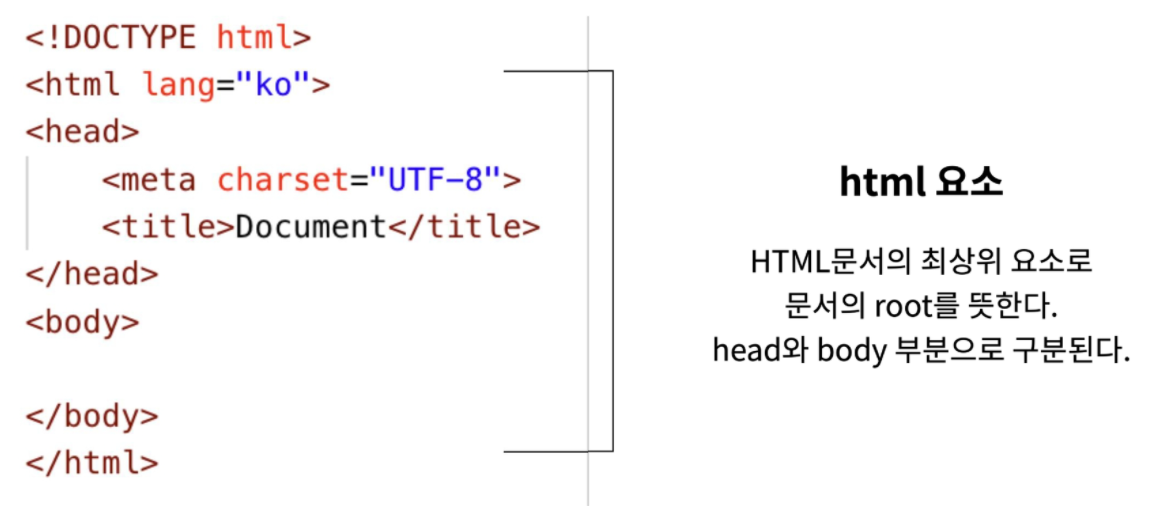 <!DOCTYPE html>
<html lang="ko">
<head>
    <meta charset="UTF-8">
    <title>Document</title>
</head>
<body>

</body>
</html>
html 요소
HTML문서의 최상위 요소로
문서의 root를 뜻한다.
head와 body 부분으로 구분된다.